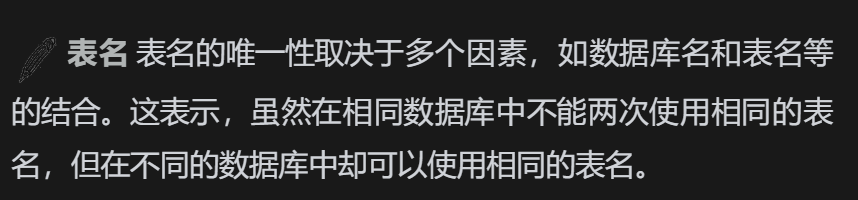 表名 表名的唯一性取决于多个因素，如数据库名和表名等
的结合。这表示，虽然在相同数据库中不能两次使用相同的表
名，但在不同的数据库中却可以使用相同的表名。